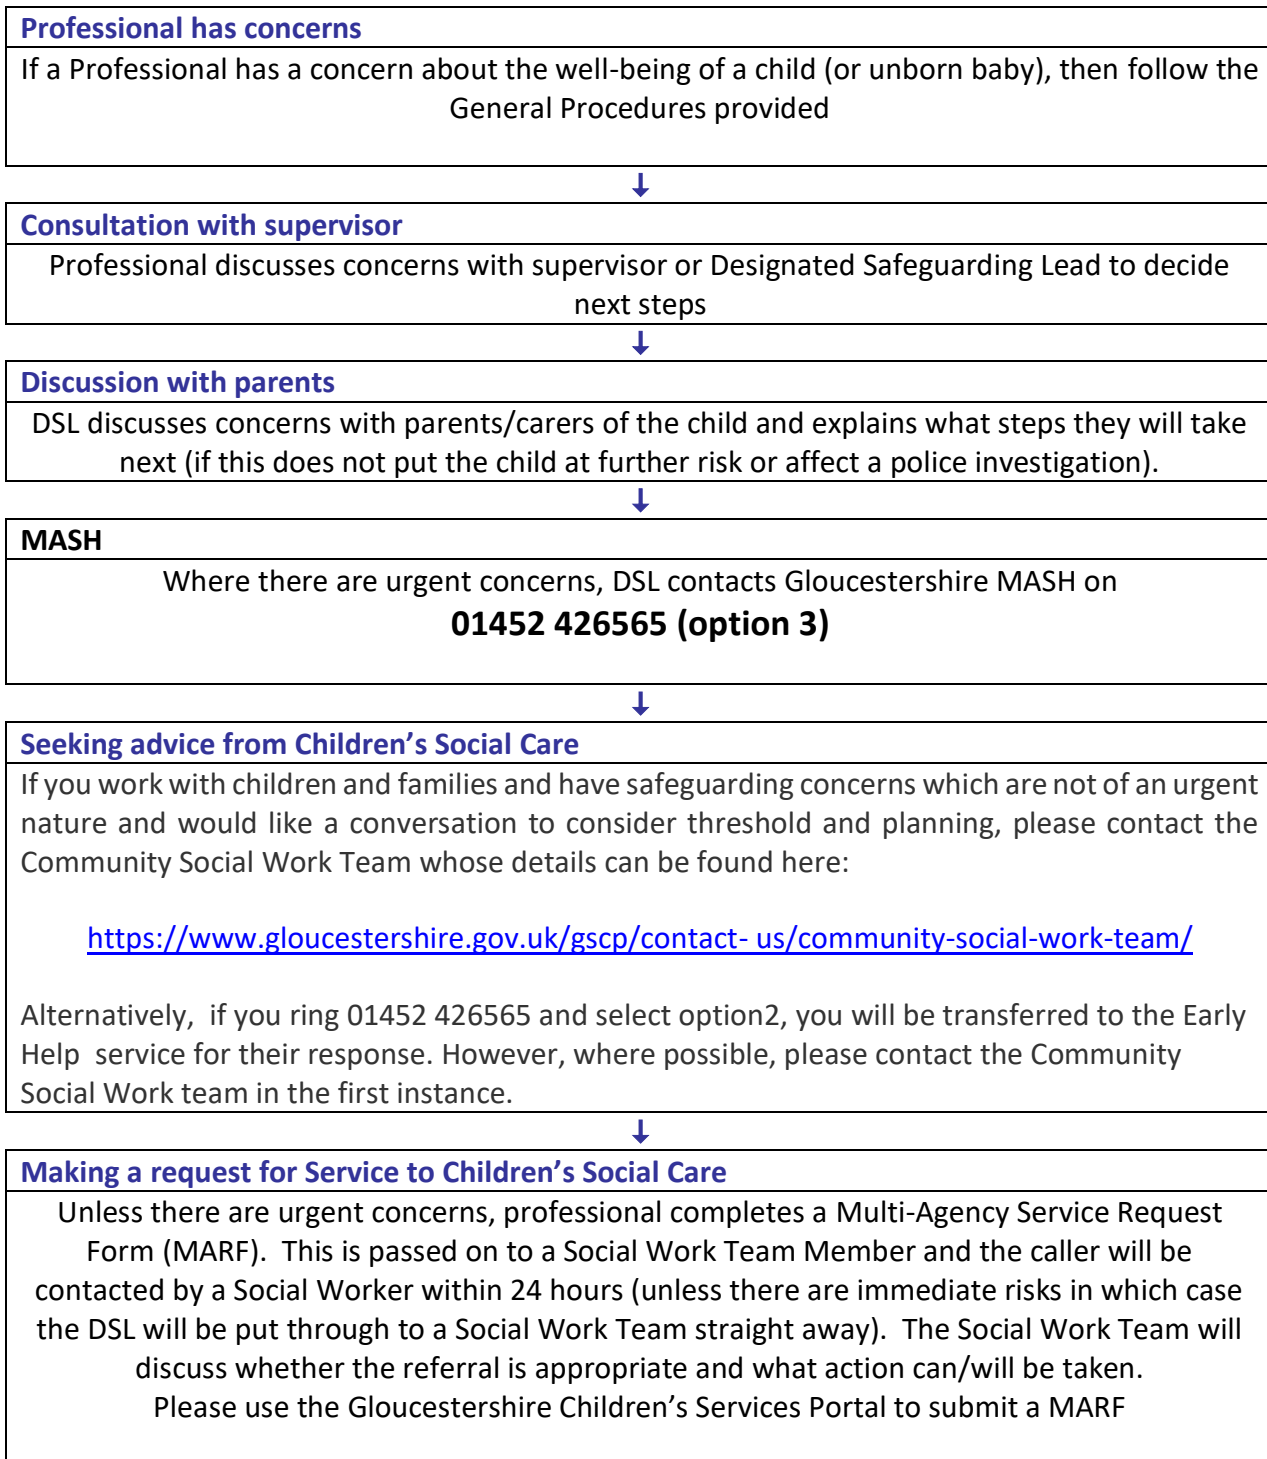 Professional has concerns
If a Professional has a concern about the well-being of a child (or unborn baby), then follow the
General Procedures provided
↓
Consultation with supervisor
Professional discusses concerns with supervisor or Designated Safeguarding Lead to decide
next steps
↓
Discussion with parents
DSL discusses concerns with parents/carers of the child and explains what steps they will take
next (if this does not put the child at further risk or affect a police investigation).
↓
MASH
Where there are urgent concerns, DSL contacts Gloucestershire MASH on
01452 426565 (option 3)
↓
Seeking advice from Children’s Social Care
If you work with children and families and have safeguarding concerns which are not of an urgent
nature and would like a conversation to consider threshold and planning, please contact the
Community Social Work Team whose details can be found here:
https://www.gloucestershire.gov.uk/gscp/contact- us/community-social-work-team/
Alternatively, if you ring 01452 426565 and select option2, you will be transferred to the Early
Help service for their response. However, where possible, please contact the Community
Social Work team in the first instance.
↓
Making a request for Service to Children’s Social Care
Unless there are urgent concerns, professional completes a Multi-Agency Service Request
Form (MARF). This is passed on to a Social Work Team Member and the caller will be
contacted by a Social Worker within 24 hours (unless there are immediate risks in which case
the DSL will be put through to a Social Work Team straight away). The Social Work Team will
discuss whether the referral is appropriate and what action can/will be taken.
Please use the Gloucestershire Children’s Services Portal to submit a MARF